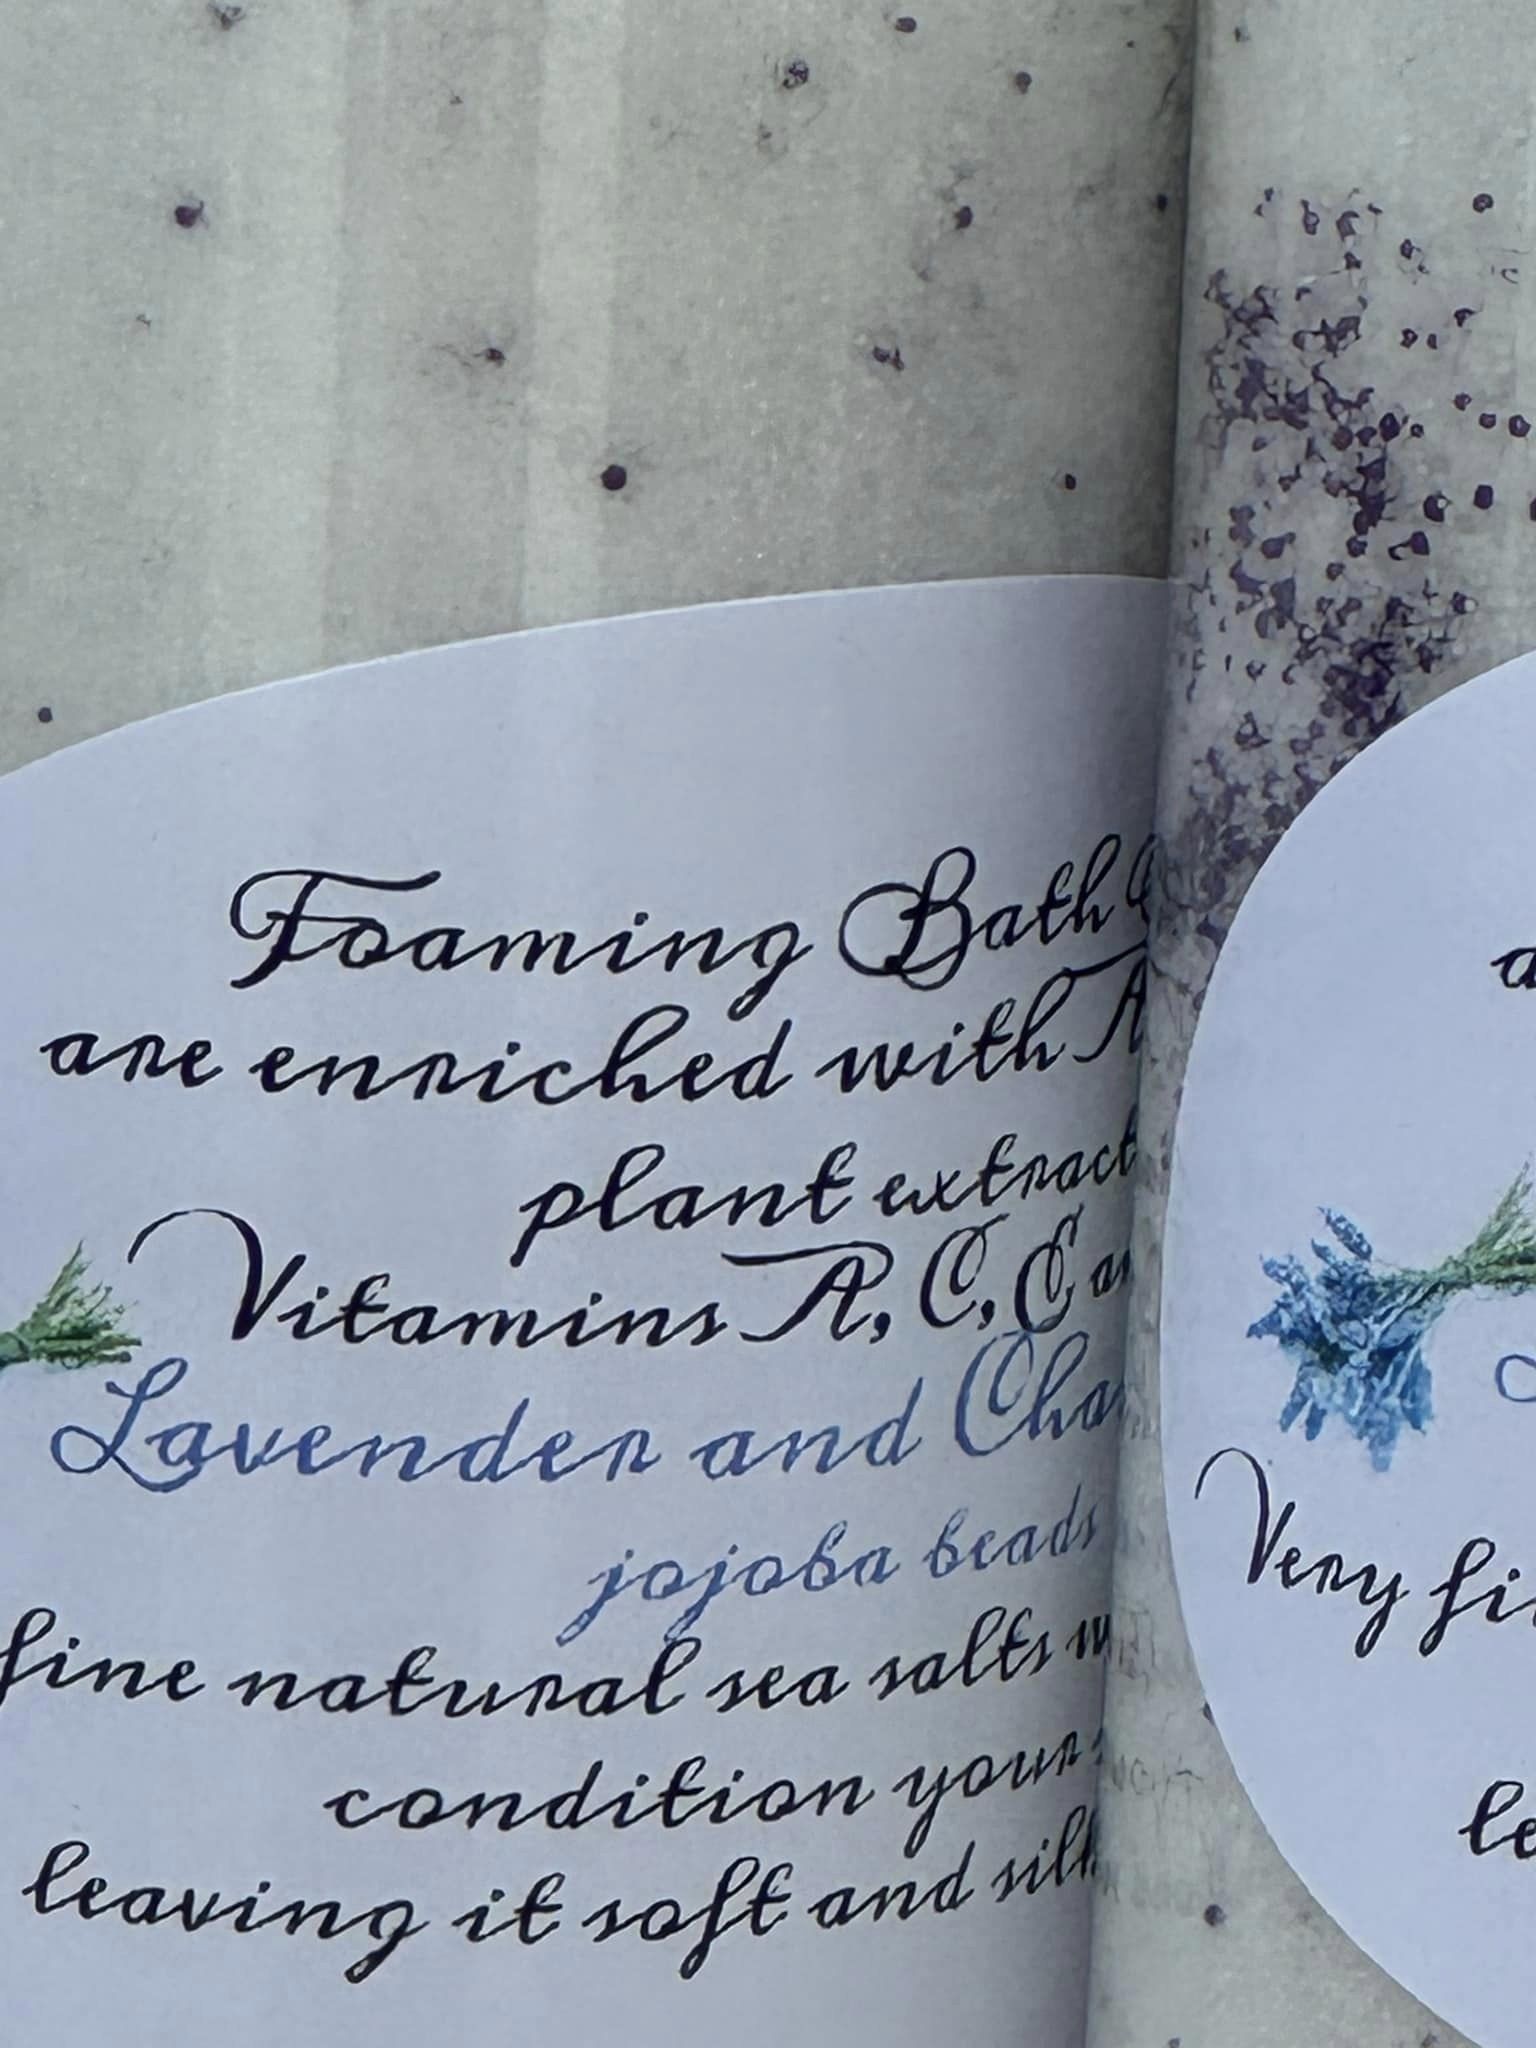 Foaming Bath
are enriched with
plant extract
Vitamins A, C, E
Lavender and
jojoba beads
fine natural sea salts
condition your
leaving it soft and
Very